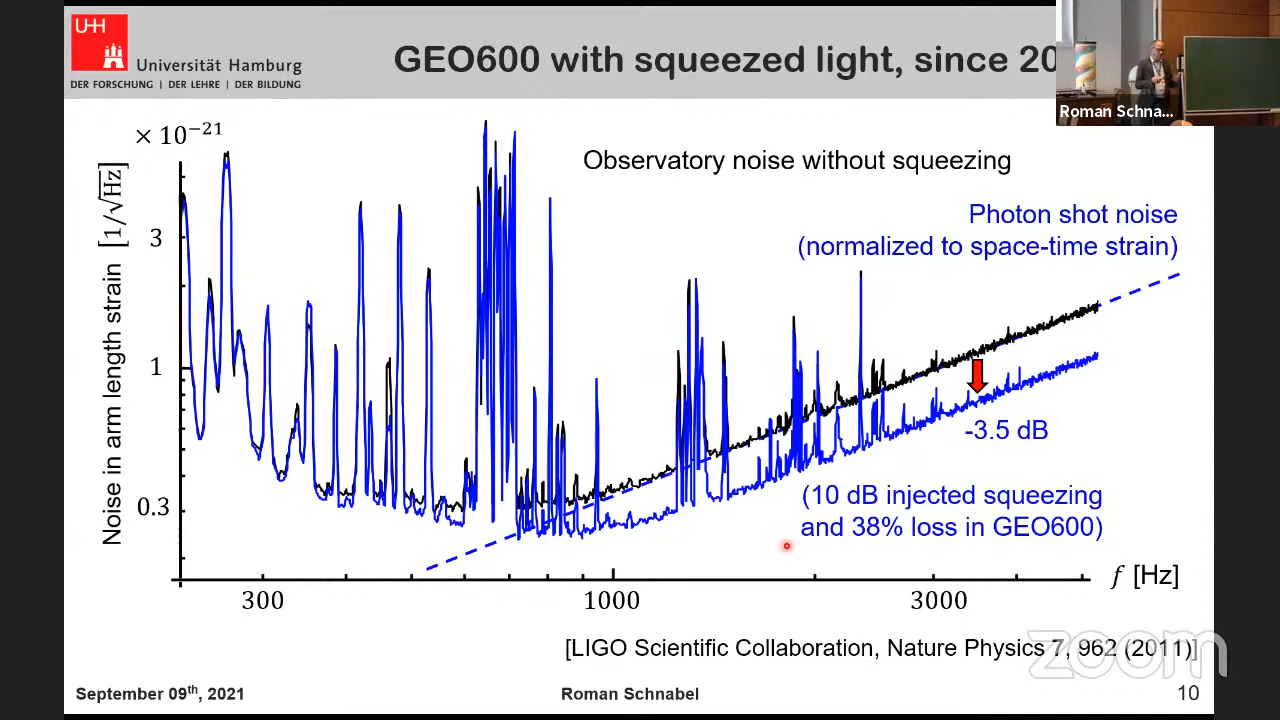 UHH
Universität Hamburg
DER FORSCHUNG | DER LEHRE | DER BILDUNG
GEO600 with squeezed light, since 20
Roman Schna...
× 10⁻²¹
Noise in arm length strain [1/√Hz]
3
1
0.3
Observatory noise without squeezing
Photon shot noise
(normalized to space-time strain)
-3.5 dB
(10 dB injected squeezing
and 38% loss in GEO600)
300
1000
3000
f [Hz]
[LIGO Scientific Collaboration, Nature Physics 7, 962 (2011)]
zoom
September 09th, 2021
Roman Schnabel
10